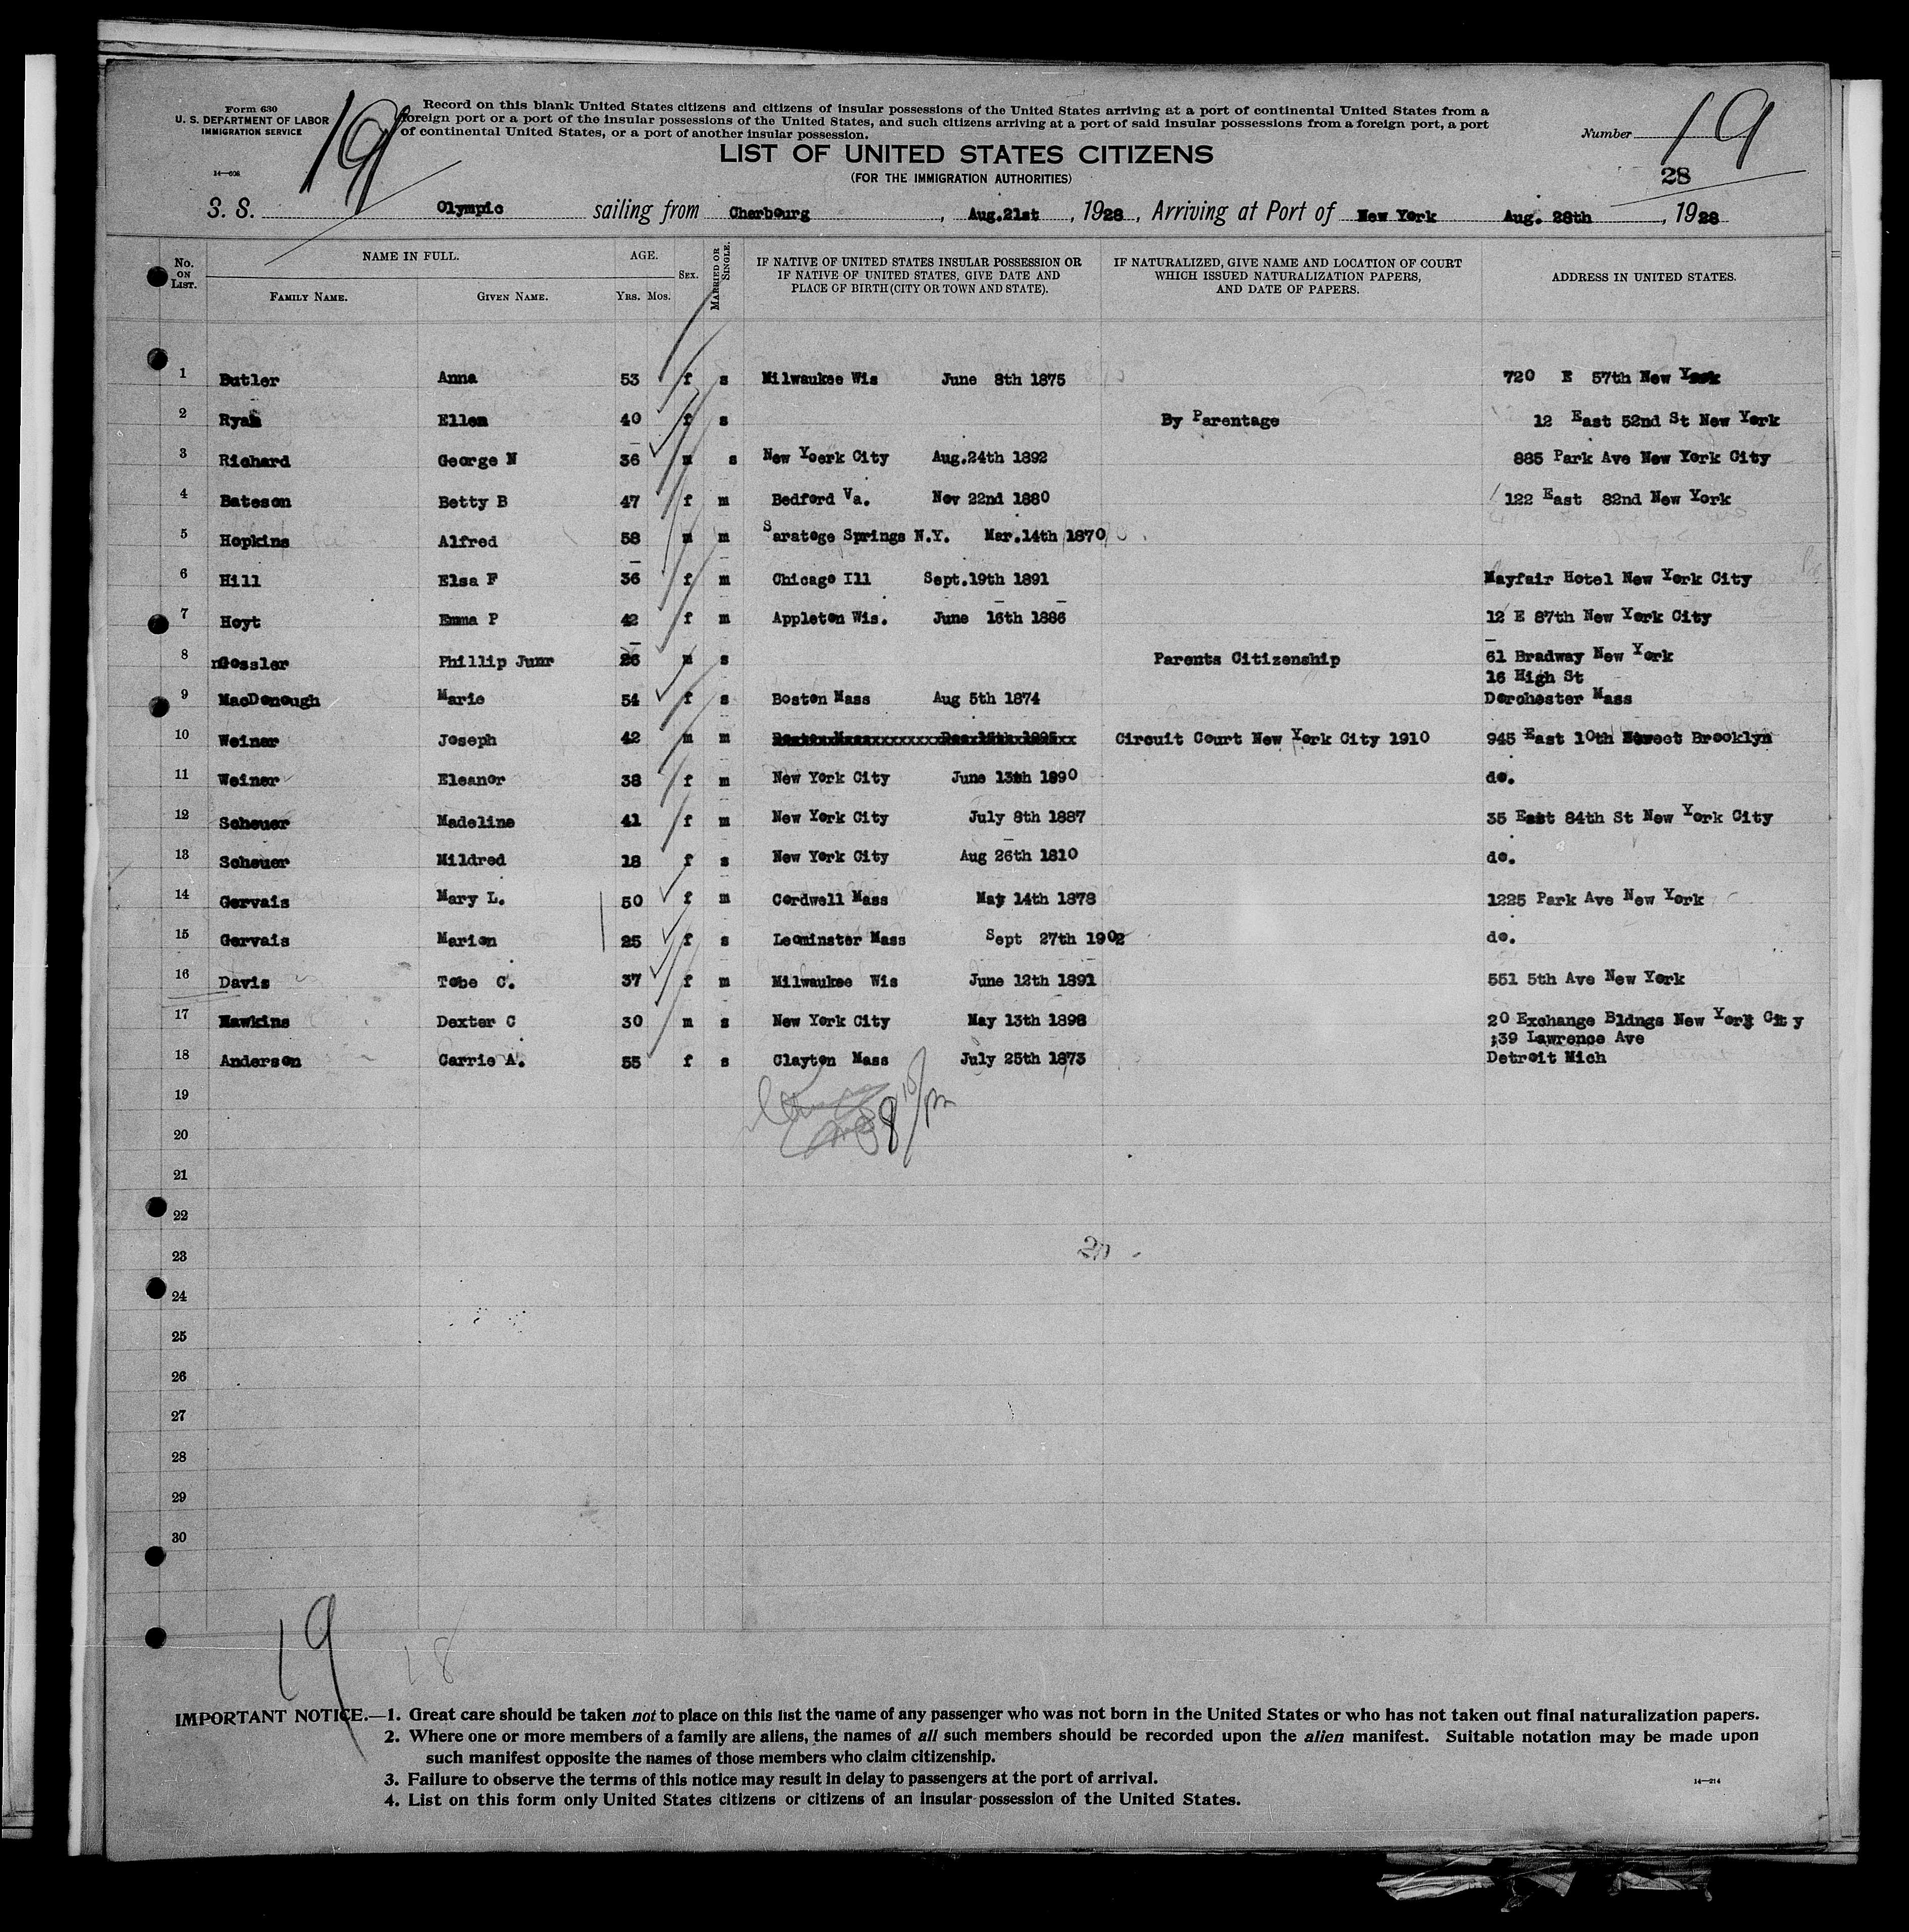 Form 630
U. S. DEPARTMENT OF LABOR
IMMIGRATION SERVICE
14—608
19
Record on this blank United States citizens and citizens of insular possessions of the United States arriving at a port of continental United States from a
foreign port or a port of the insular possessions of the United States, and such citizens arriving at a port of said insular possessions from a foreign port, a port
of continental United States, or a port of another insular possession.
LIST OF UNITED STATES CITIZENS
(FOR THE IMMIGRATION AUTHORITIES)
Number 19
28
S. S. Olympic sailing from Cherbourg, Aug.21st, 1928, Arriving at Port of New York Aug. 28th, 1928
No. ON LIST. NAME IN FULL. AGE. SEX. MARRIED OR SINGLE. IF NATIVE OF UNITED STATES INSULAR POSSESSION OR IF NATIVE OF UNITED STATES, GIVE DATE AND PLACE OF BIRTH (CITY OR TOWN AND STATE). IF NATURALIZED, GIVE NAME AND LOCATION OF COURT WHICH ISSUED NATURALIZATION PAPERS, AND DATE OF PAPERS. ADDRESS IN UNITED STATES.
FAMILY NAME. GIVEN NAME. YRS. MOS.
1 Butler Anna 53 f s Milwaukee Wis June 8th 1875 720 E 57th New York
2 Ryan Ellen 40 f s By Parentage 12 East 52nd St New York
3 Richard George N 36 m s New Yoerk City Aug.24th 1892 885 Park Ave New York City
4 Bateson Betty B 47 f m Bedford Va. Nov 22nd 1880 122 East 82nd New York
5 Hopkins Alfred 58 m m Saratoge Springs N.Y. Mar.14th 1870
6 Hill Elsa F 36 f m Chicago Ill Sept.19th 1891 Mayfair Hotel New York City
7 Hoyt Emma P 42 f m Appleton Wis. June 16th 1886 12 E 87th New York City
8 Gossler Phillip Junr 26 m s Parents Citizenship 61 Bradway New York
16 High St
9 MacDonough Marie 54 f s Boston Mass Aug 5th 1874 Dorchester Mass
10 Weiner Joseph 42 m m Circuit Court New York City 1910 945 East 10th Brooklyn
11 Weiner Eleanor 38 f m New York City June 13th 1890 do.
12 Scheuer Madeline 41 f m New York City July 8th 1887 35 East 84th St New York City
13 Scheuer Mildred 18 f s New York City Aug 26th 1810 do.
14 Gervais Mary L. 50 f m Cordwell Mass May 14th 1878 1225 Park Ave New York
15 Gervais Marion 25 f s Leominster Mass Sept 27th 1902 do.
16 Davis Tobe C. 37 f m Milwaukee Wis June 12th 1891 551 5th Ave New York
17 Hawkins Dexter C 30 m s New York City May 13th 1898 20 Exchange Bldngs New York City
139 Lawrence Ave
18 Anderson Carrie A. 55 f s Clayton Mass July 25th 1873 Detroit Mich
19
20
21
22
23
24
25
26
27
28
29
30
19 18
IMPORTANT NOTICE.—1. Great care should be taken not to place on this list the name of any passenger who was not born in the United States or who has not taken out final naturalization papers.
2. Where one or more members of a family are aliens, the names of all such members should be recorded upon the alien manifest. Suitable notation may be made upon
such manifest opposite the names of those members who claim citizenship.
3. Failure to observe the terms of this notice may result in delay to passengers at the port of arrival.
14—214
4. List on this form only United States citizens or citizens of an insular possession of the United States.